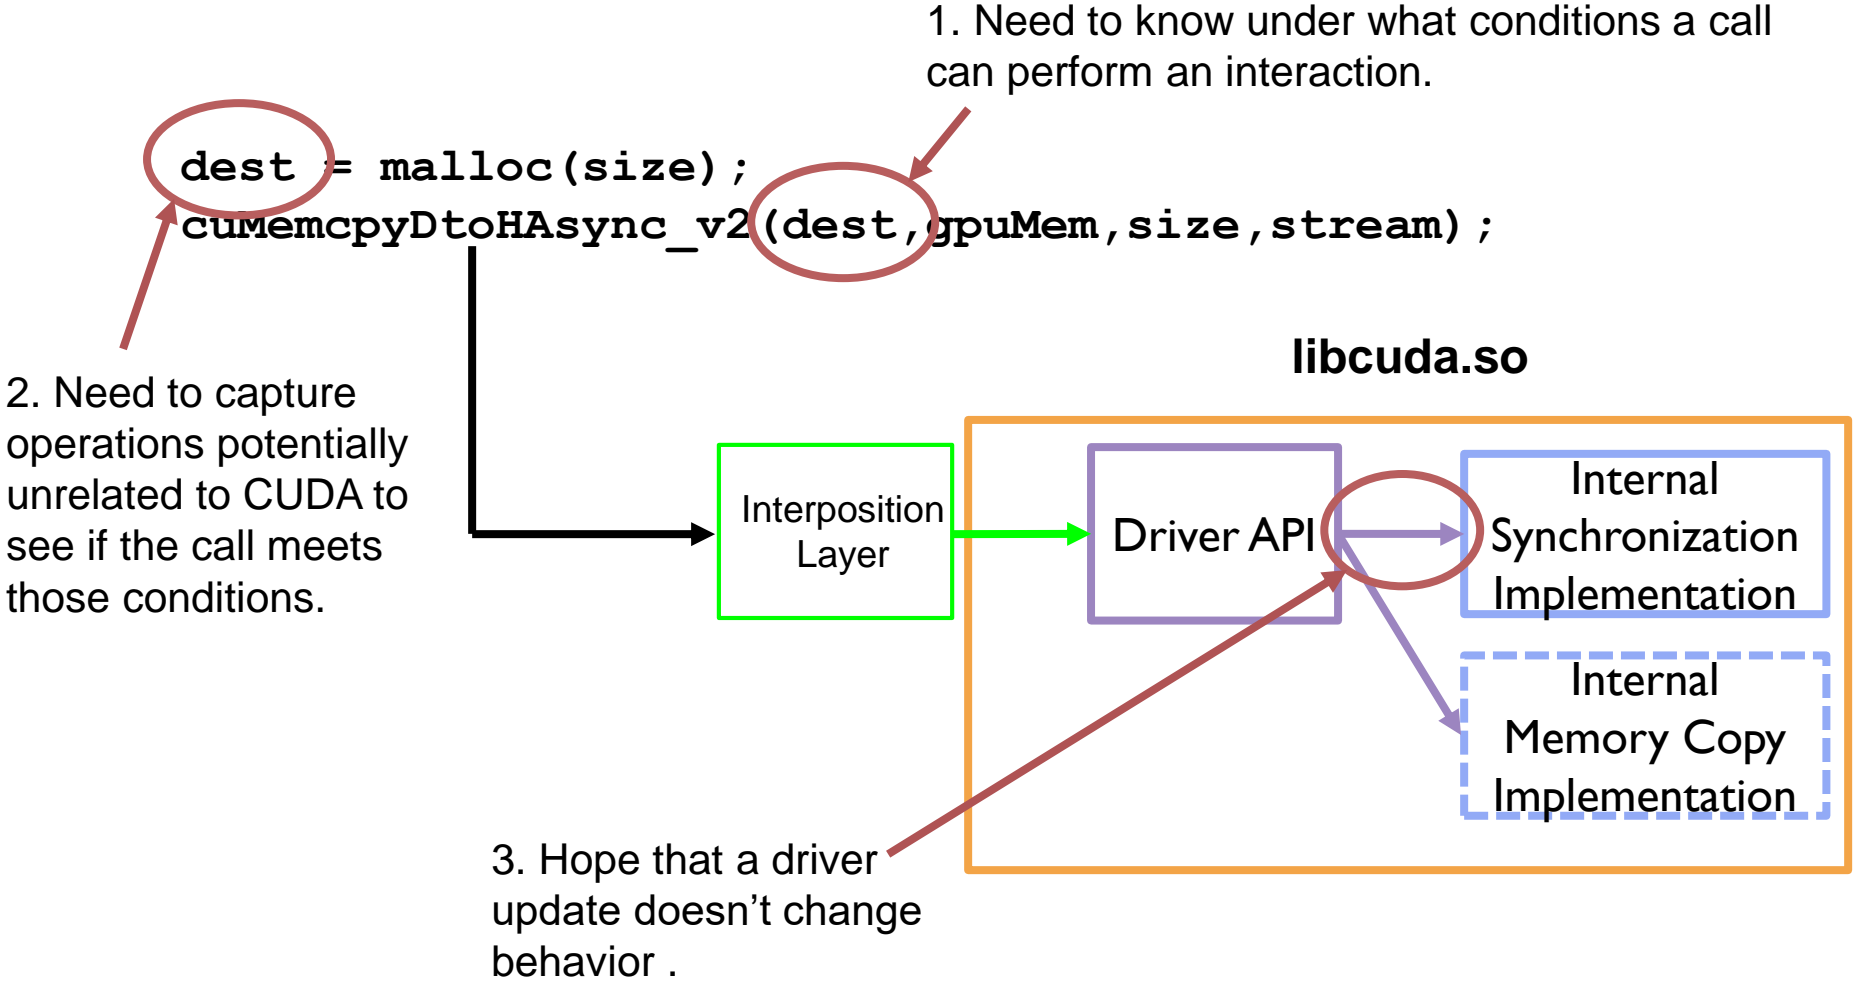 1. Need to know under what conditions a call
can perform an interaction.
dest = malloc(size);
cuMemcpyDtoHAsync_v2(dest,gpuMem,size,stream);
libcuda.so
2. Need to capture
operations potentially
unrelated to CUDA to
see if the call meets
those conditions.
Interposition
Layer
Driver API
Internal
Synchronization
Implementation
Internal
Memory Copy
Implementation
3. Hope that a driver
update doesn’t change
behavior .